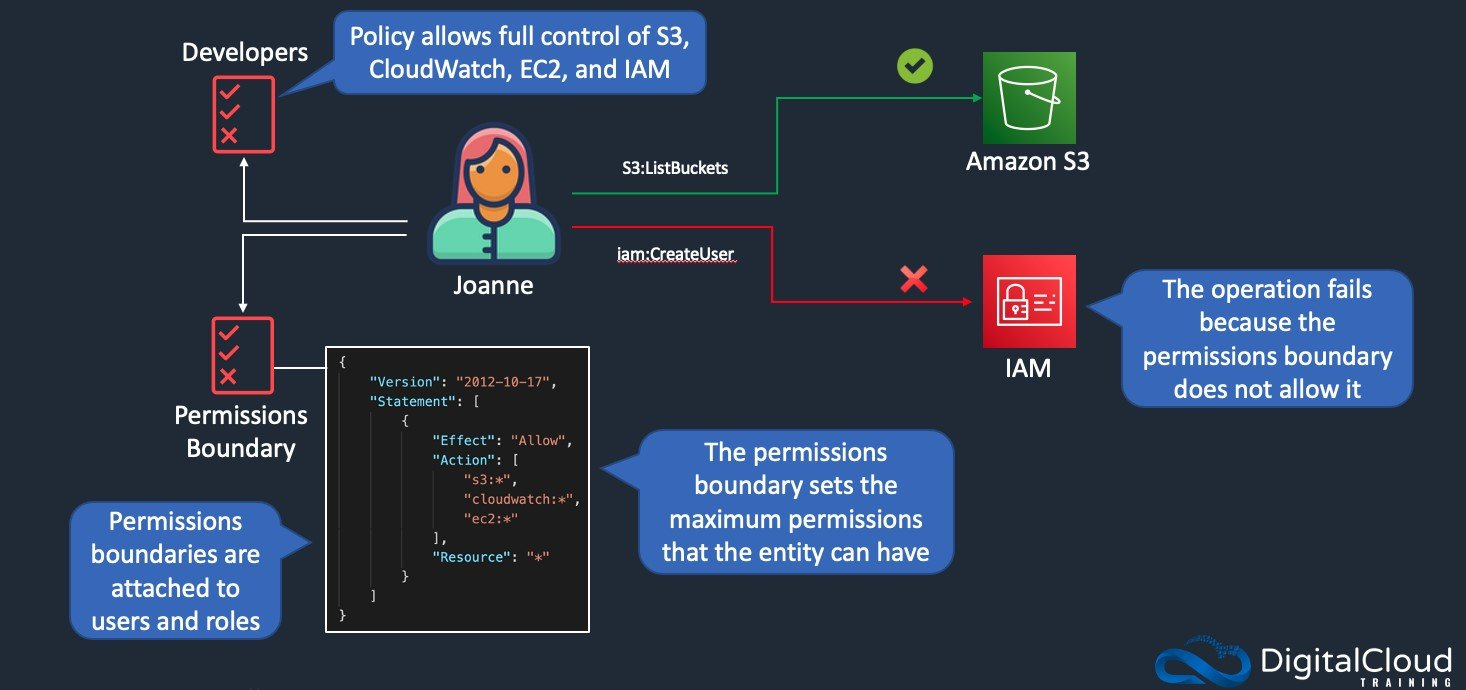 Developers
Policy allows full control of S3,
CloudWatch, EC2, and IAM
S3:ListBuckets
Amazon S3
Joanne
iam:CreateUser
IAM
The operation fails
because the
permissions boundary
does not allow it
Permissions
Boundary
{
"Version": "2012-10-17",
"Statement": [
{
"Effect": "Allow",
"Action": [
"s3:*",
"cloudwatch:*",
"ec2:*"
],
"Resource": "*"
}
]
}
The permissions
boundary sets the
maximum permissions
that the entity can have
Permissions
boundaries are
attached to
users and roles
DigitalCloud
TRAINING